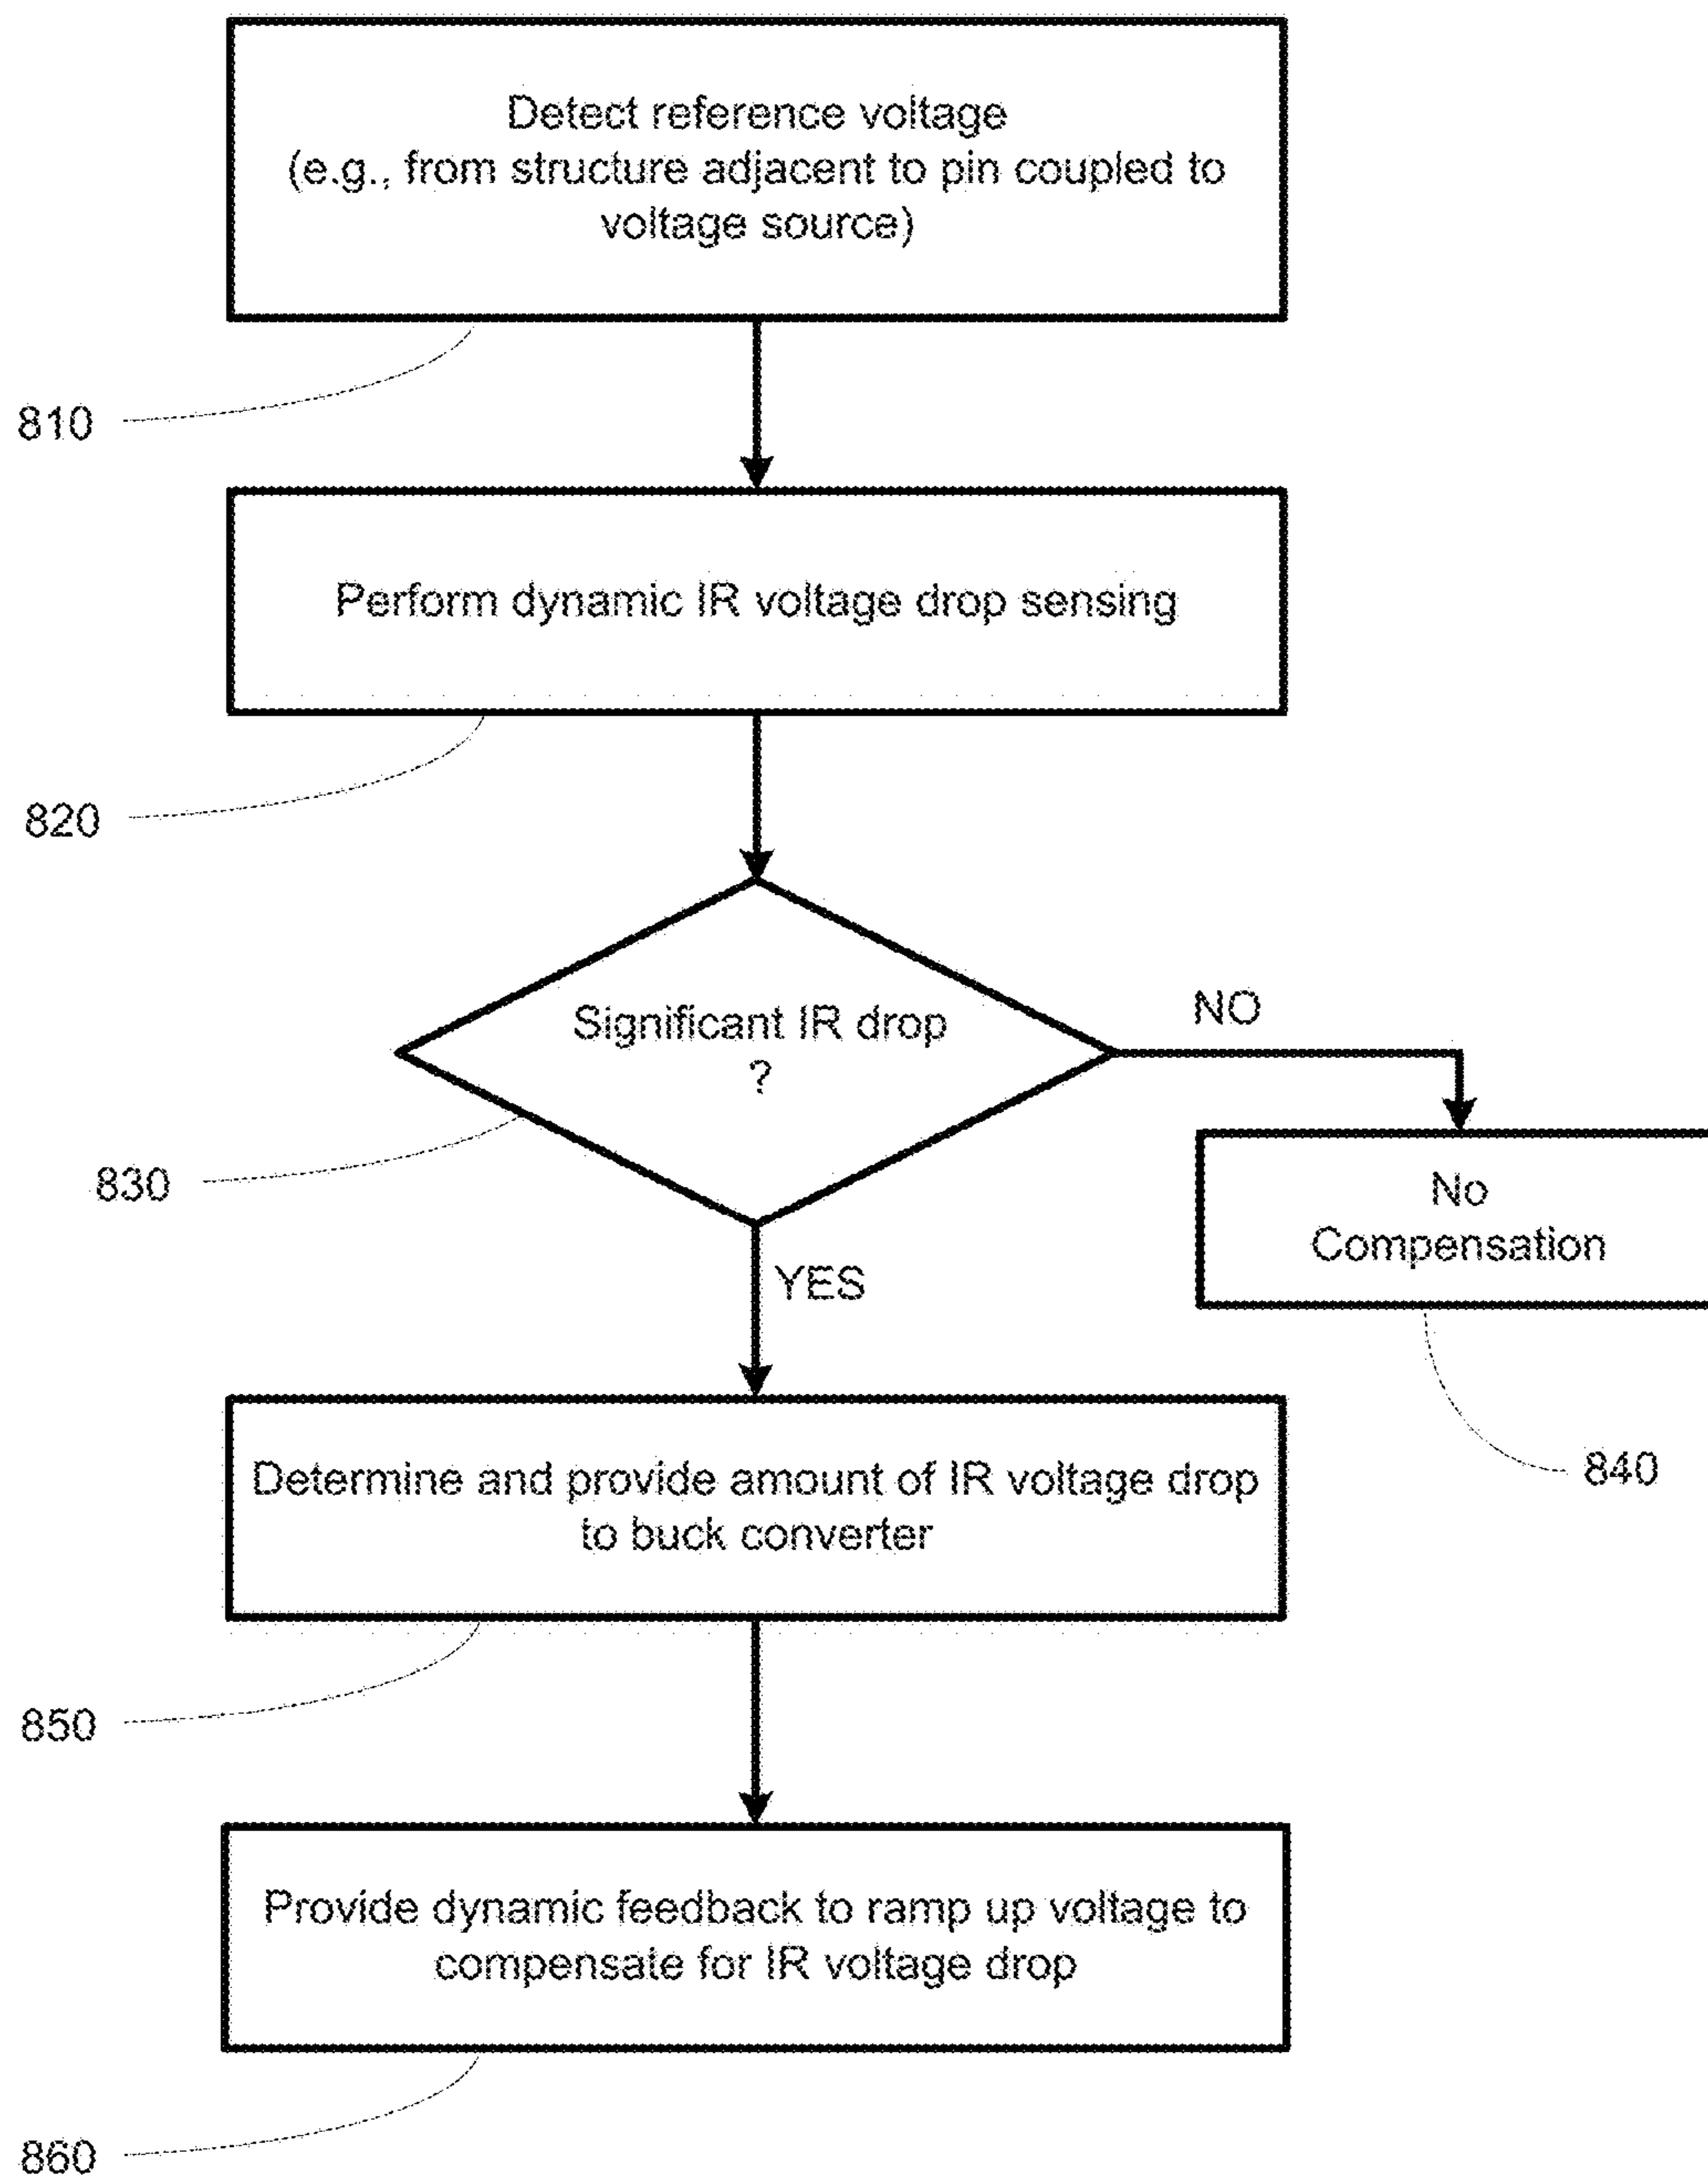 Detect reference voltage
(e.g., from structure adjacent to pin coupled to
voltage source)
810
Perform dynamic IR voltage drop sensing
820
Significant IR drop
?
NO
830
No
Compensation
YES
840
Determine and provide amount of IR voltage drop
to buck converter
850
Provide dynamic feedback to ramp up voltage to
compensate for IR voltage drop
860